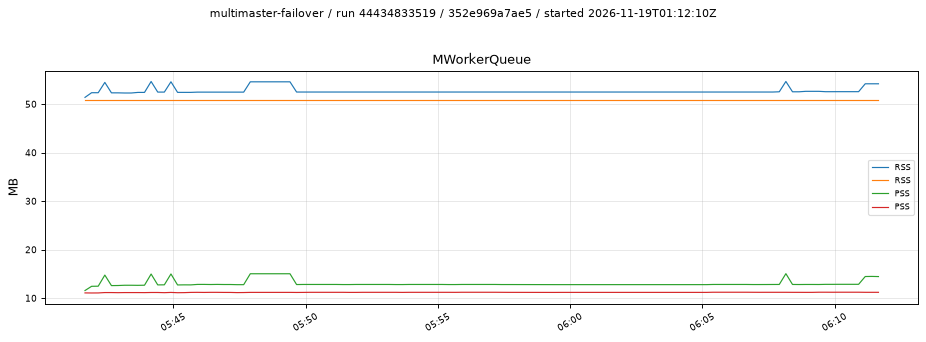 multimaster-failover / run 44434833519 / 352e969a7ae5 / started 2026-11-19T01:12:10Z
MWorkerQueue
MB
50
40
30
20
10
RSS
RSS
PSS
PSS
05:45
05:50
05:55
06:00
06:05
06:10